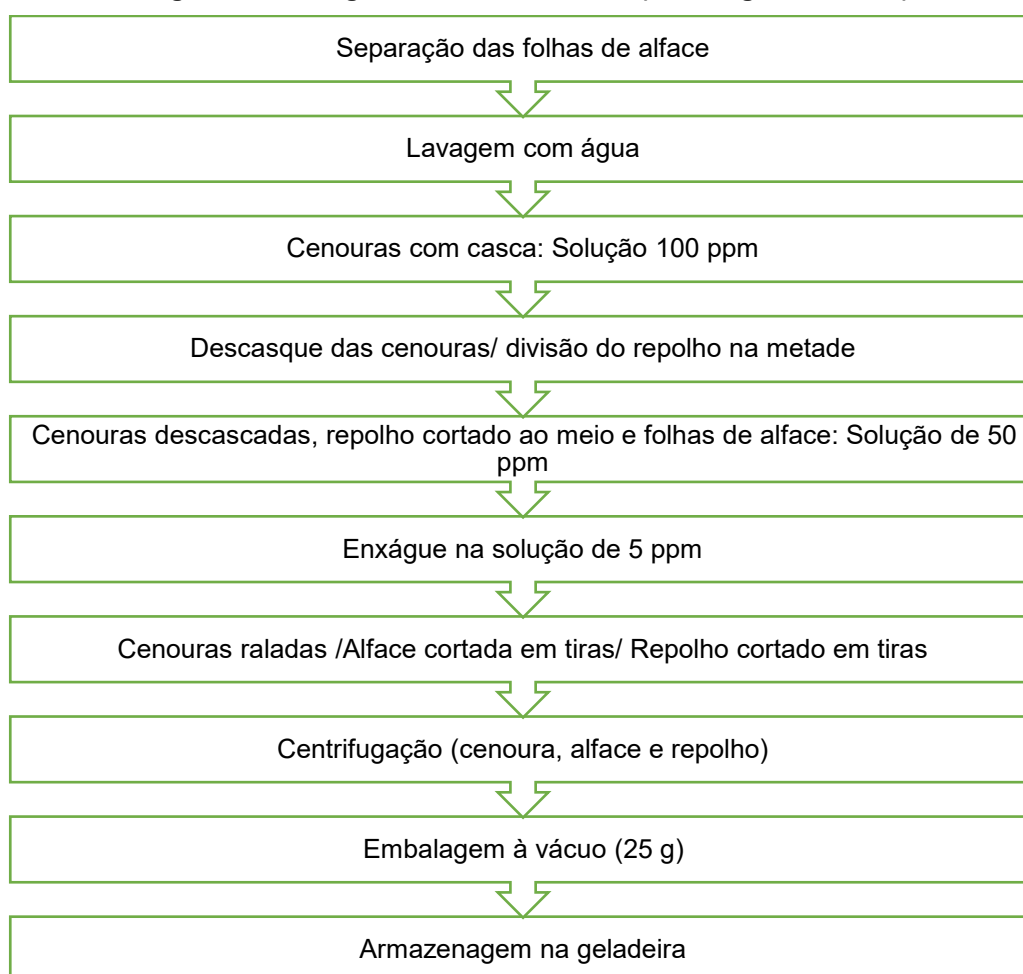 Separação das folhas de alface
Lavagem com água
Cenouras com casca: Solução 100 ppm
Descasque das cenouras/ divisão do repolho na metade
Cenouras descascadas, repolho cortado ao meio e folhas de alface: Solução de 50
ppm
Enxágue na solução de 5 ppm
Cenouras raladas /Alface cortada em tiras/ Repolho cortado em tiras
Centrifugação (cenoura, alface e repolho)
Embalagem à vácuo (25 g)
Armazenagem na geladeira